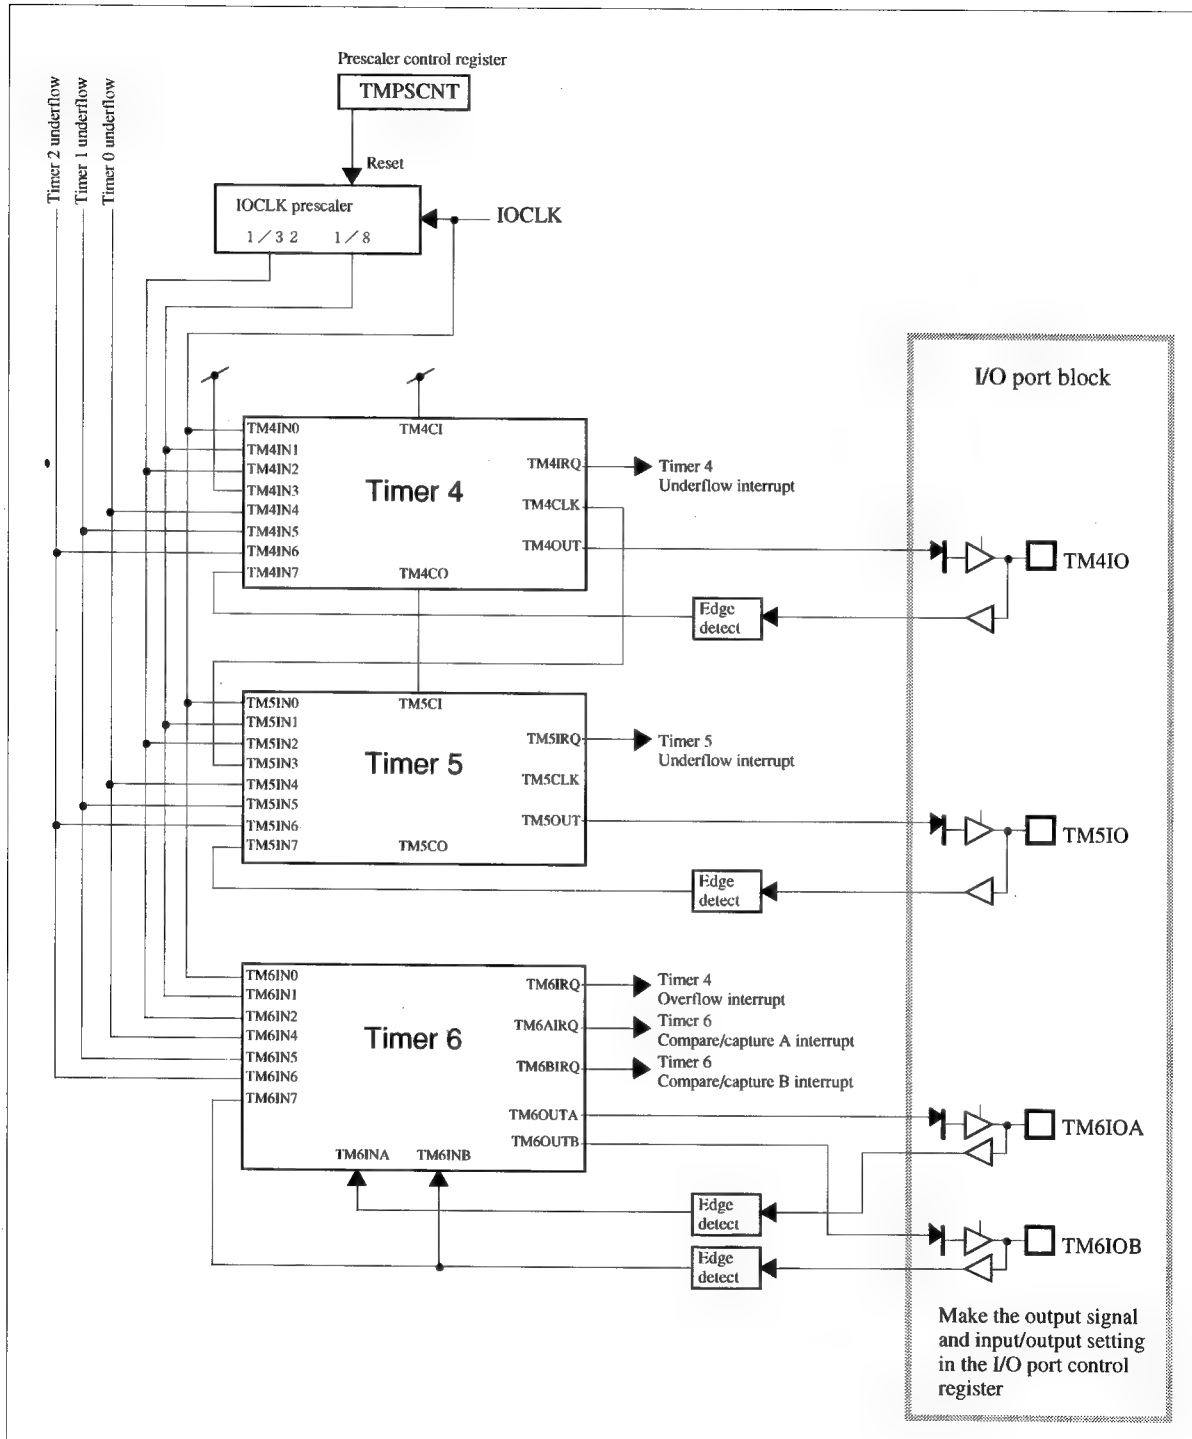 Prescaler control register
TMPSCNT
Timer 2 underflow
Timer 1 underflow
Timer 0 underflow
Reset
IOCLK prescaler
1/32 1/8
IOCLK
I/O port block
TM4IN0
TM4IN1
TM4IN2
TM4IN3
TM4IN4
TM4IN5
TM4IN6
TM4IN7
TM4CI
Timer 4
TM4CO
TM4IRQ
TM4CLK
TM4OUT
Timer 4
Underflow interrupt
TM4IO
Edge
detect
TM5IN0
TM5IN1
TM5IN2
TM5IN3
TM5IN4
TM5IN5
TM5IN6
TM5IN7
TM5CI
Timer 5
TM5CO
TM5IRQ
TM5CLK
TM5OUT
Timer 5
Underflow interrupt
TM5IO
Edge
detect
TM6IN0
TM6IN1
TM6IN2
TM6IN4
TM6IN5
TM6IN6
TM6IN7
Timer 6
TM6INA
TM6INB
TM6IRQ
TM6AIRQ
TM6BIRQ
TM6OUTA
TM6OUTB
Timer 4
Overflow interrupt
Timer 6
Compare/capture A interrupt
Timer 6
Compare/capture B interrupt
TM6IOA
Edge
detect
TM6IOB
Edge
detect
Make the output signal
and input/output setting
in the I/O port control
register